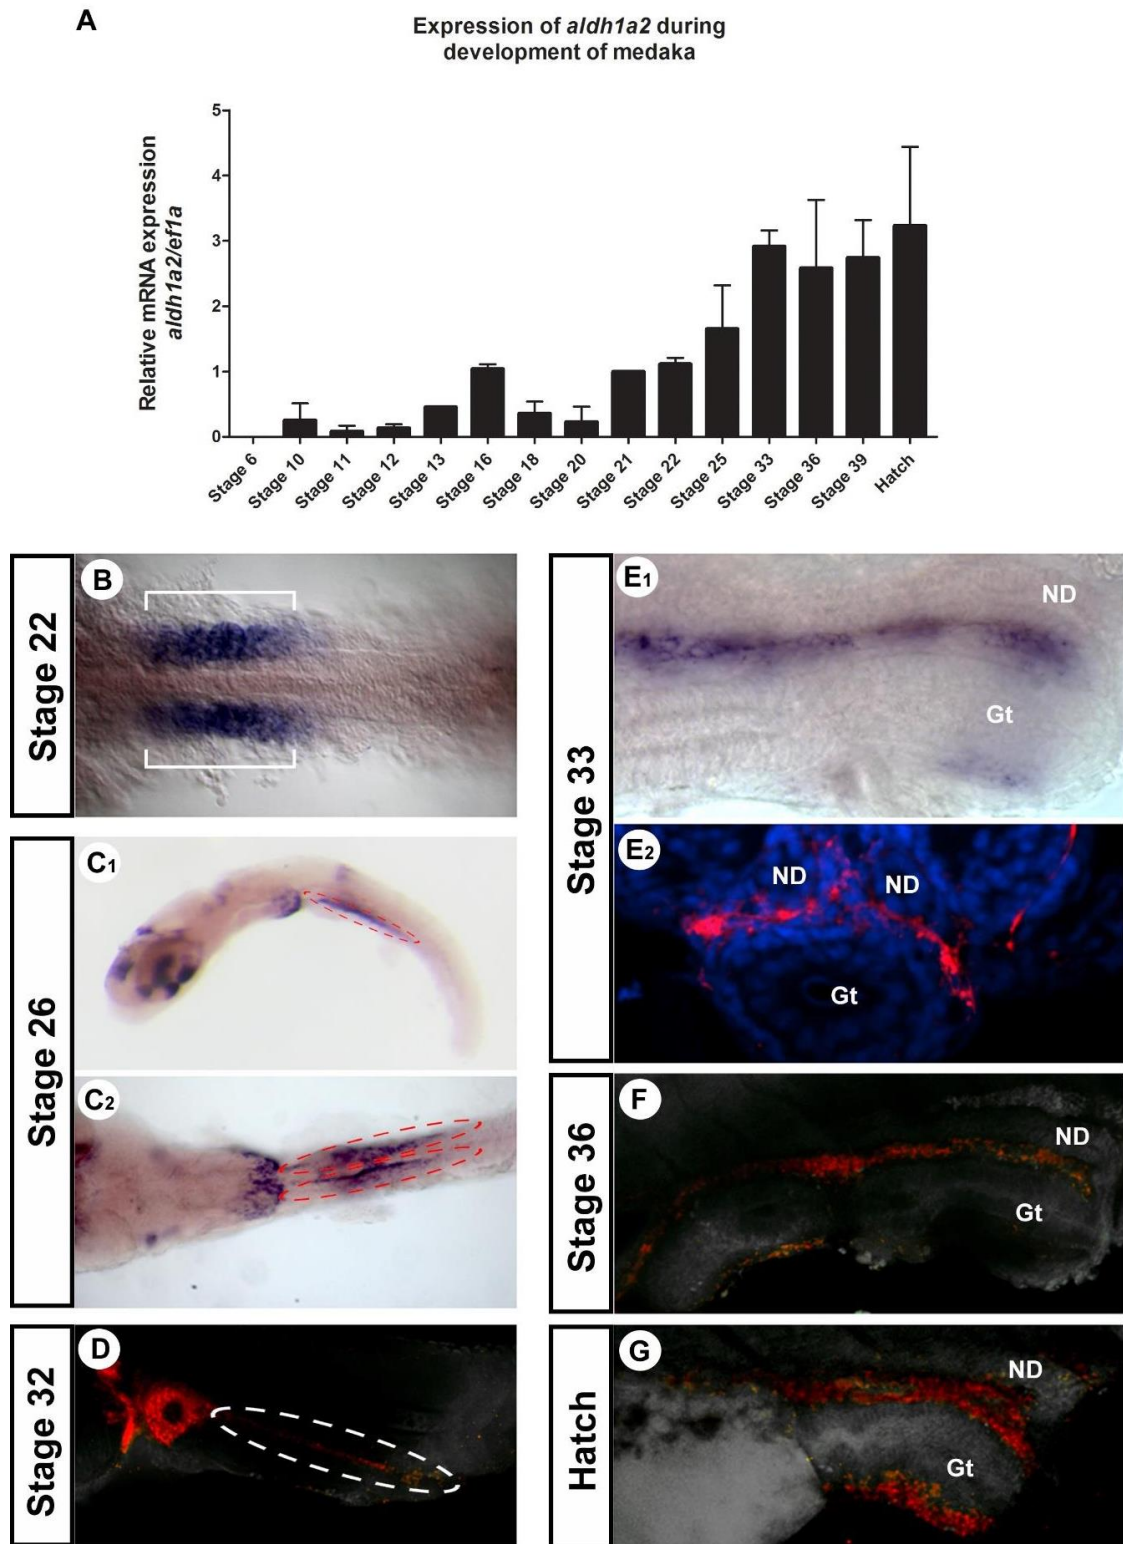 A
Expression of aldh1a2 during
development of medaka
Relative mRNA expression
aldh1a2/ef1a
5
4
3
2
1
0
Stage 6
Stage 10
Stage 11
Stage 12
Stage 13
Stage 16
Stage 18
Stage 20
Stage 21
Stage 22
Stage 25
Stage 33
Stage 36
Stage 39
Hatch
Stage 22
B
Stage 26
C1
C2
Stage 32
D
Stage 33
E1
ND
Gt
E2
ND
ND
Gt
Stage 36
F
ND
Gt
Hatch
G
ND
Gt